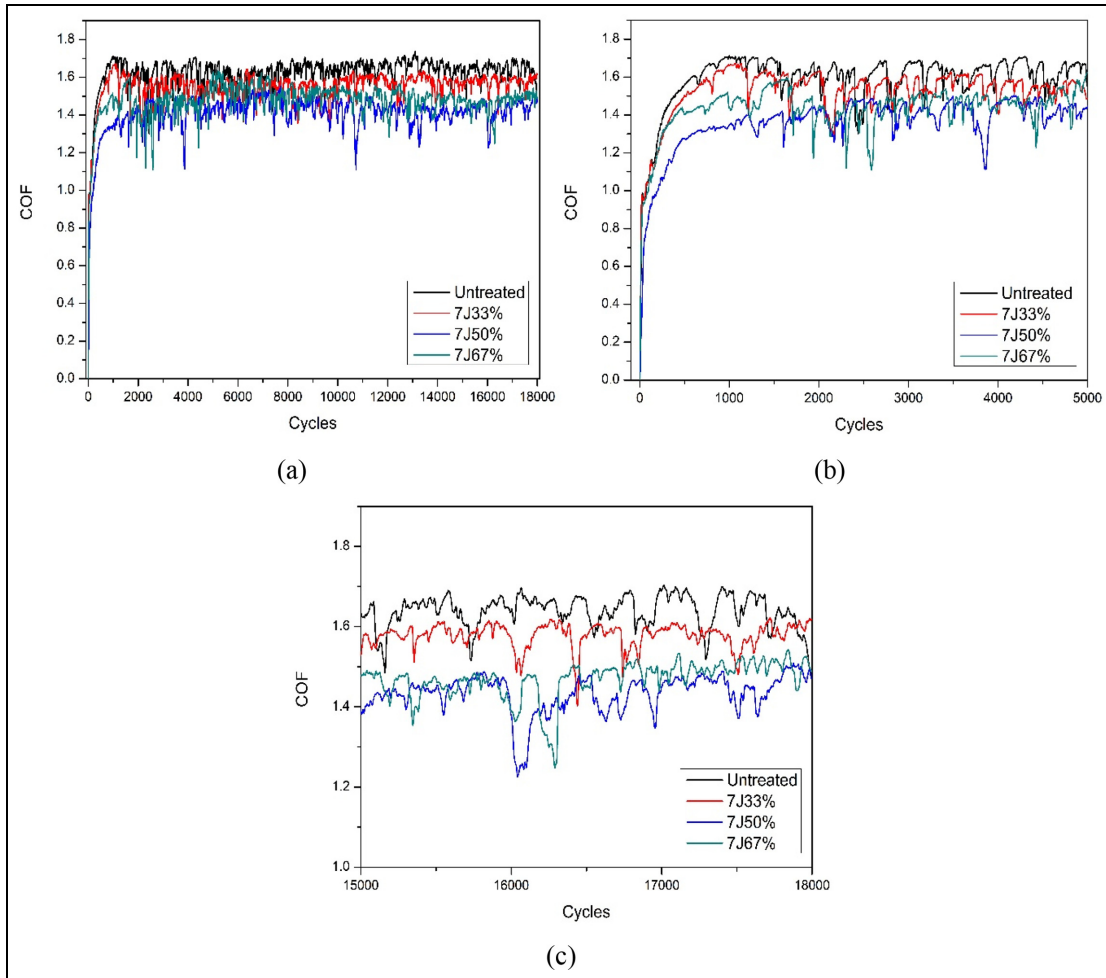 1.8
1.6
1.4
1.2
1.0
0.8
0.6
0.4
0.2
0.0
COF
0 2000 4000 6000 8000 10000 12000 14000 16000 18000
Cycles
Untreated
7J33%
7J50%
7J67%
(a)
1.8
1.6
1.4
1.2
1.0
0.8
0.6
0.4
0.2
0.0
COF
0 1000 2000 3000 4000 5000
Cycles
Untreated
7J33%
7J50%
7J67%
(b)
1.8
1.6
1.4
1.2
1.0
COF
15000 16000 17000 18000
Cycles
Untreated
7J33%
7J50%
7J67%
(c)